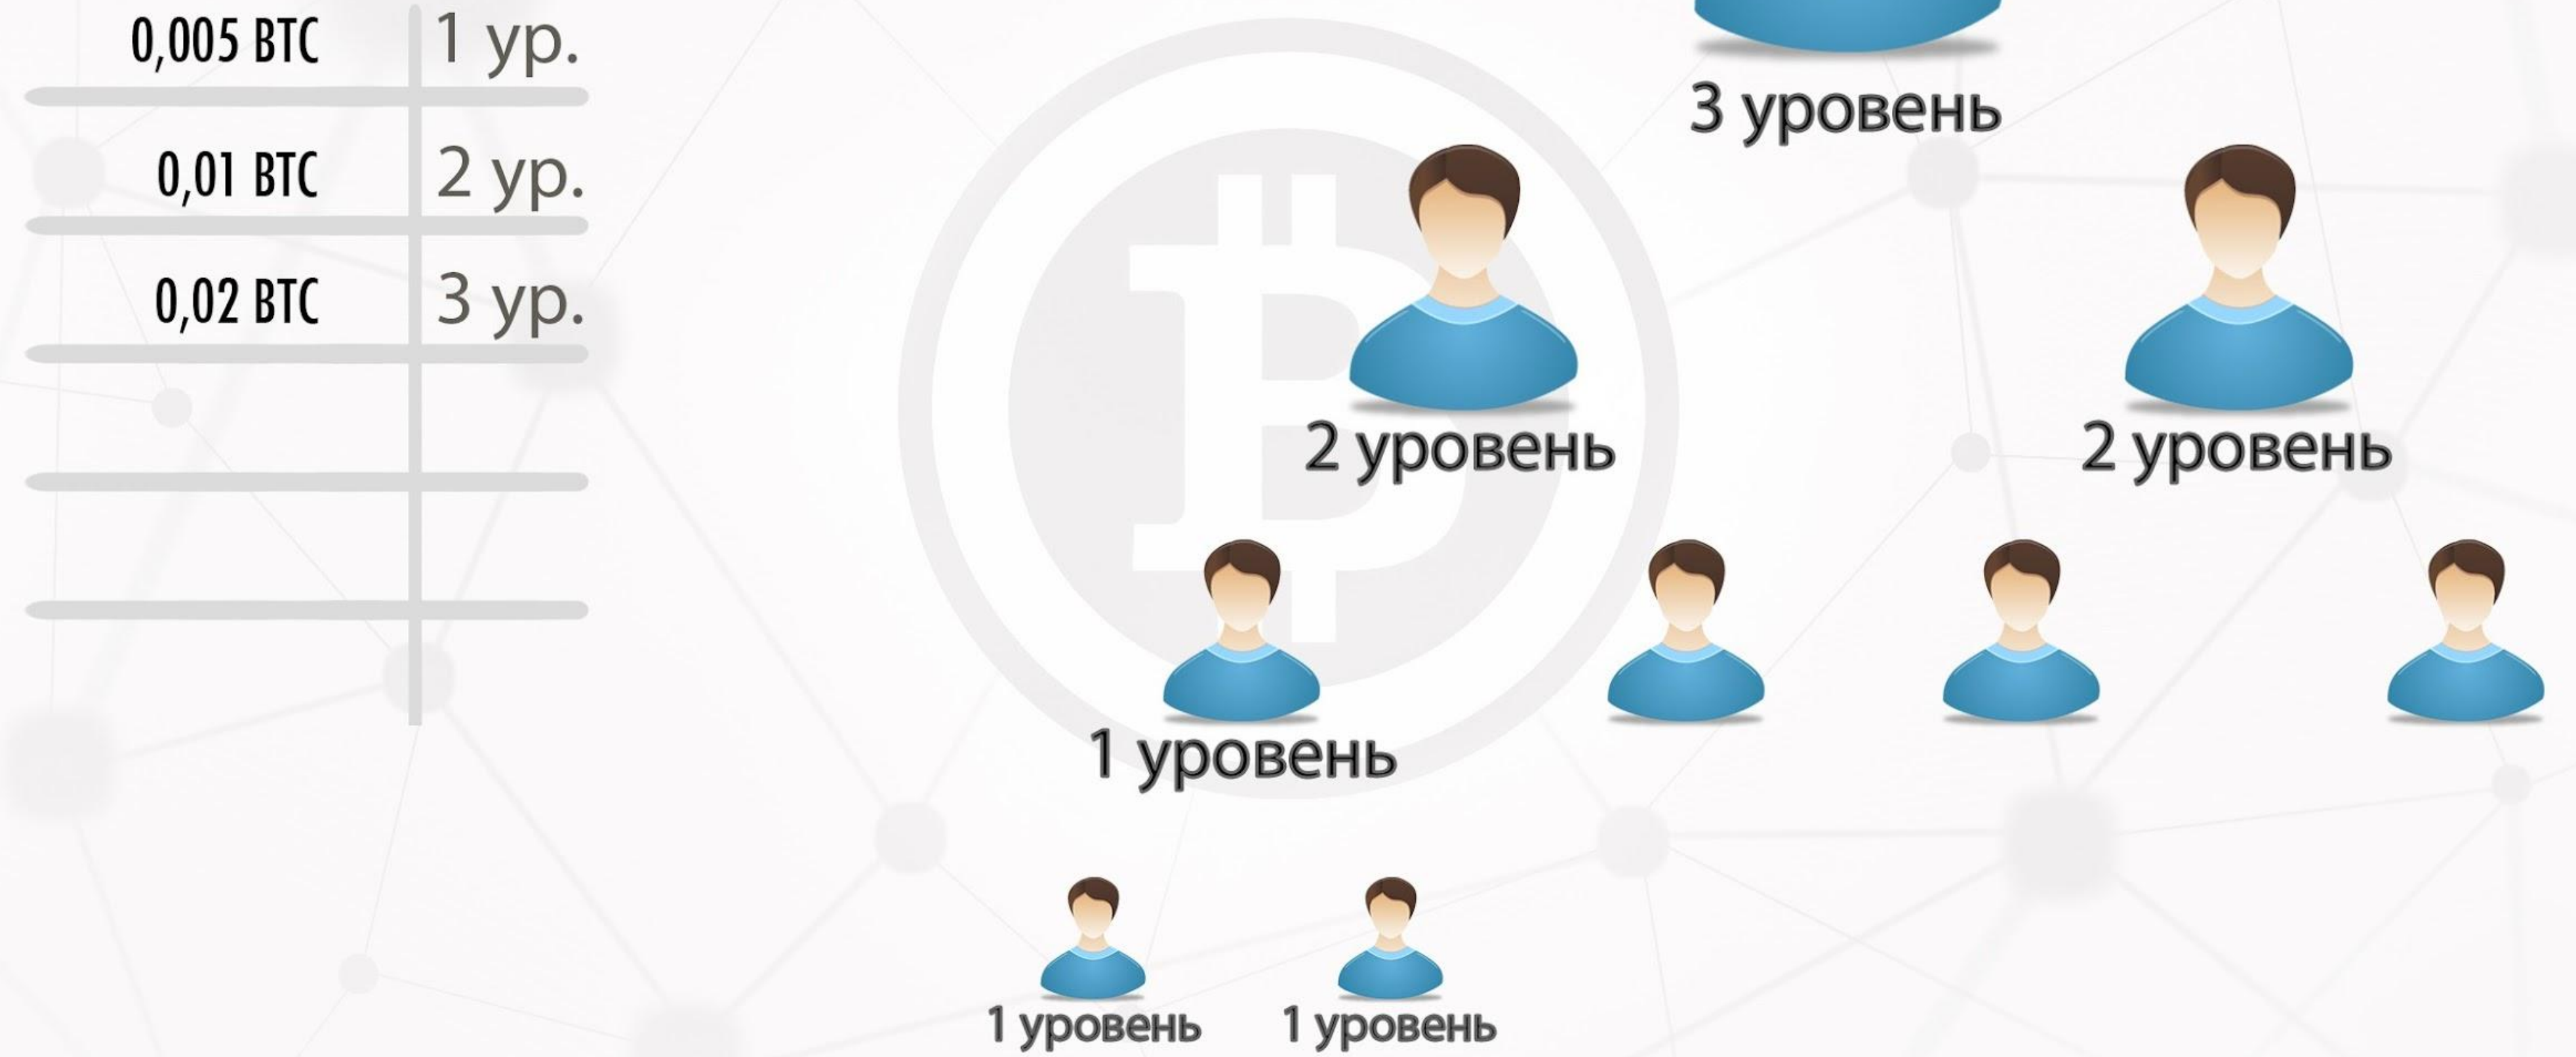 0,005 BTC 1 ур.
0,01 BTC 2 ур.
0,02 BTC 3 ур.
3 уровень
2 уровень
2 уровень
1 уровень
1 уровень
1 уровень